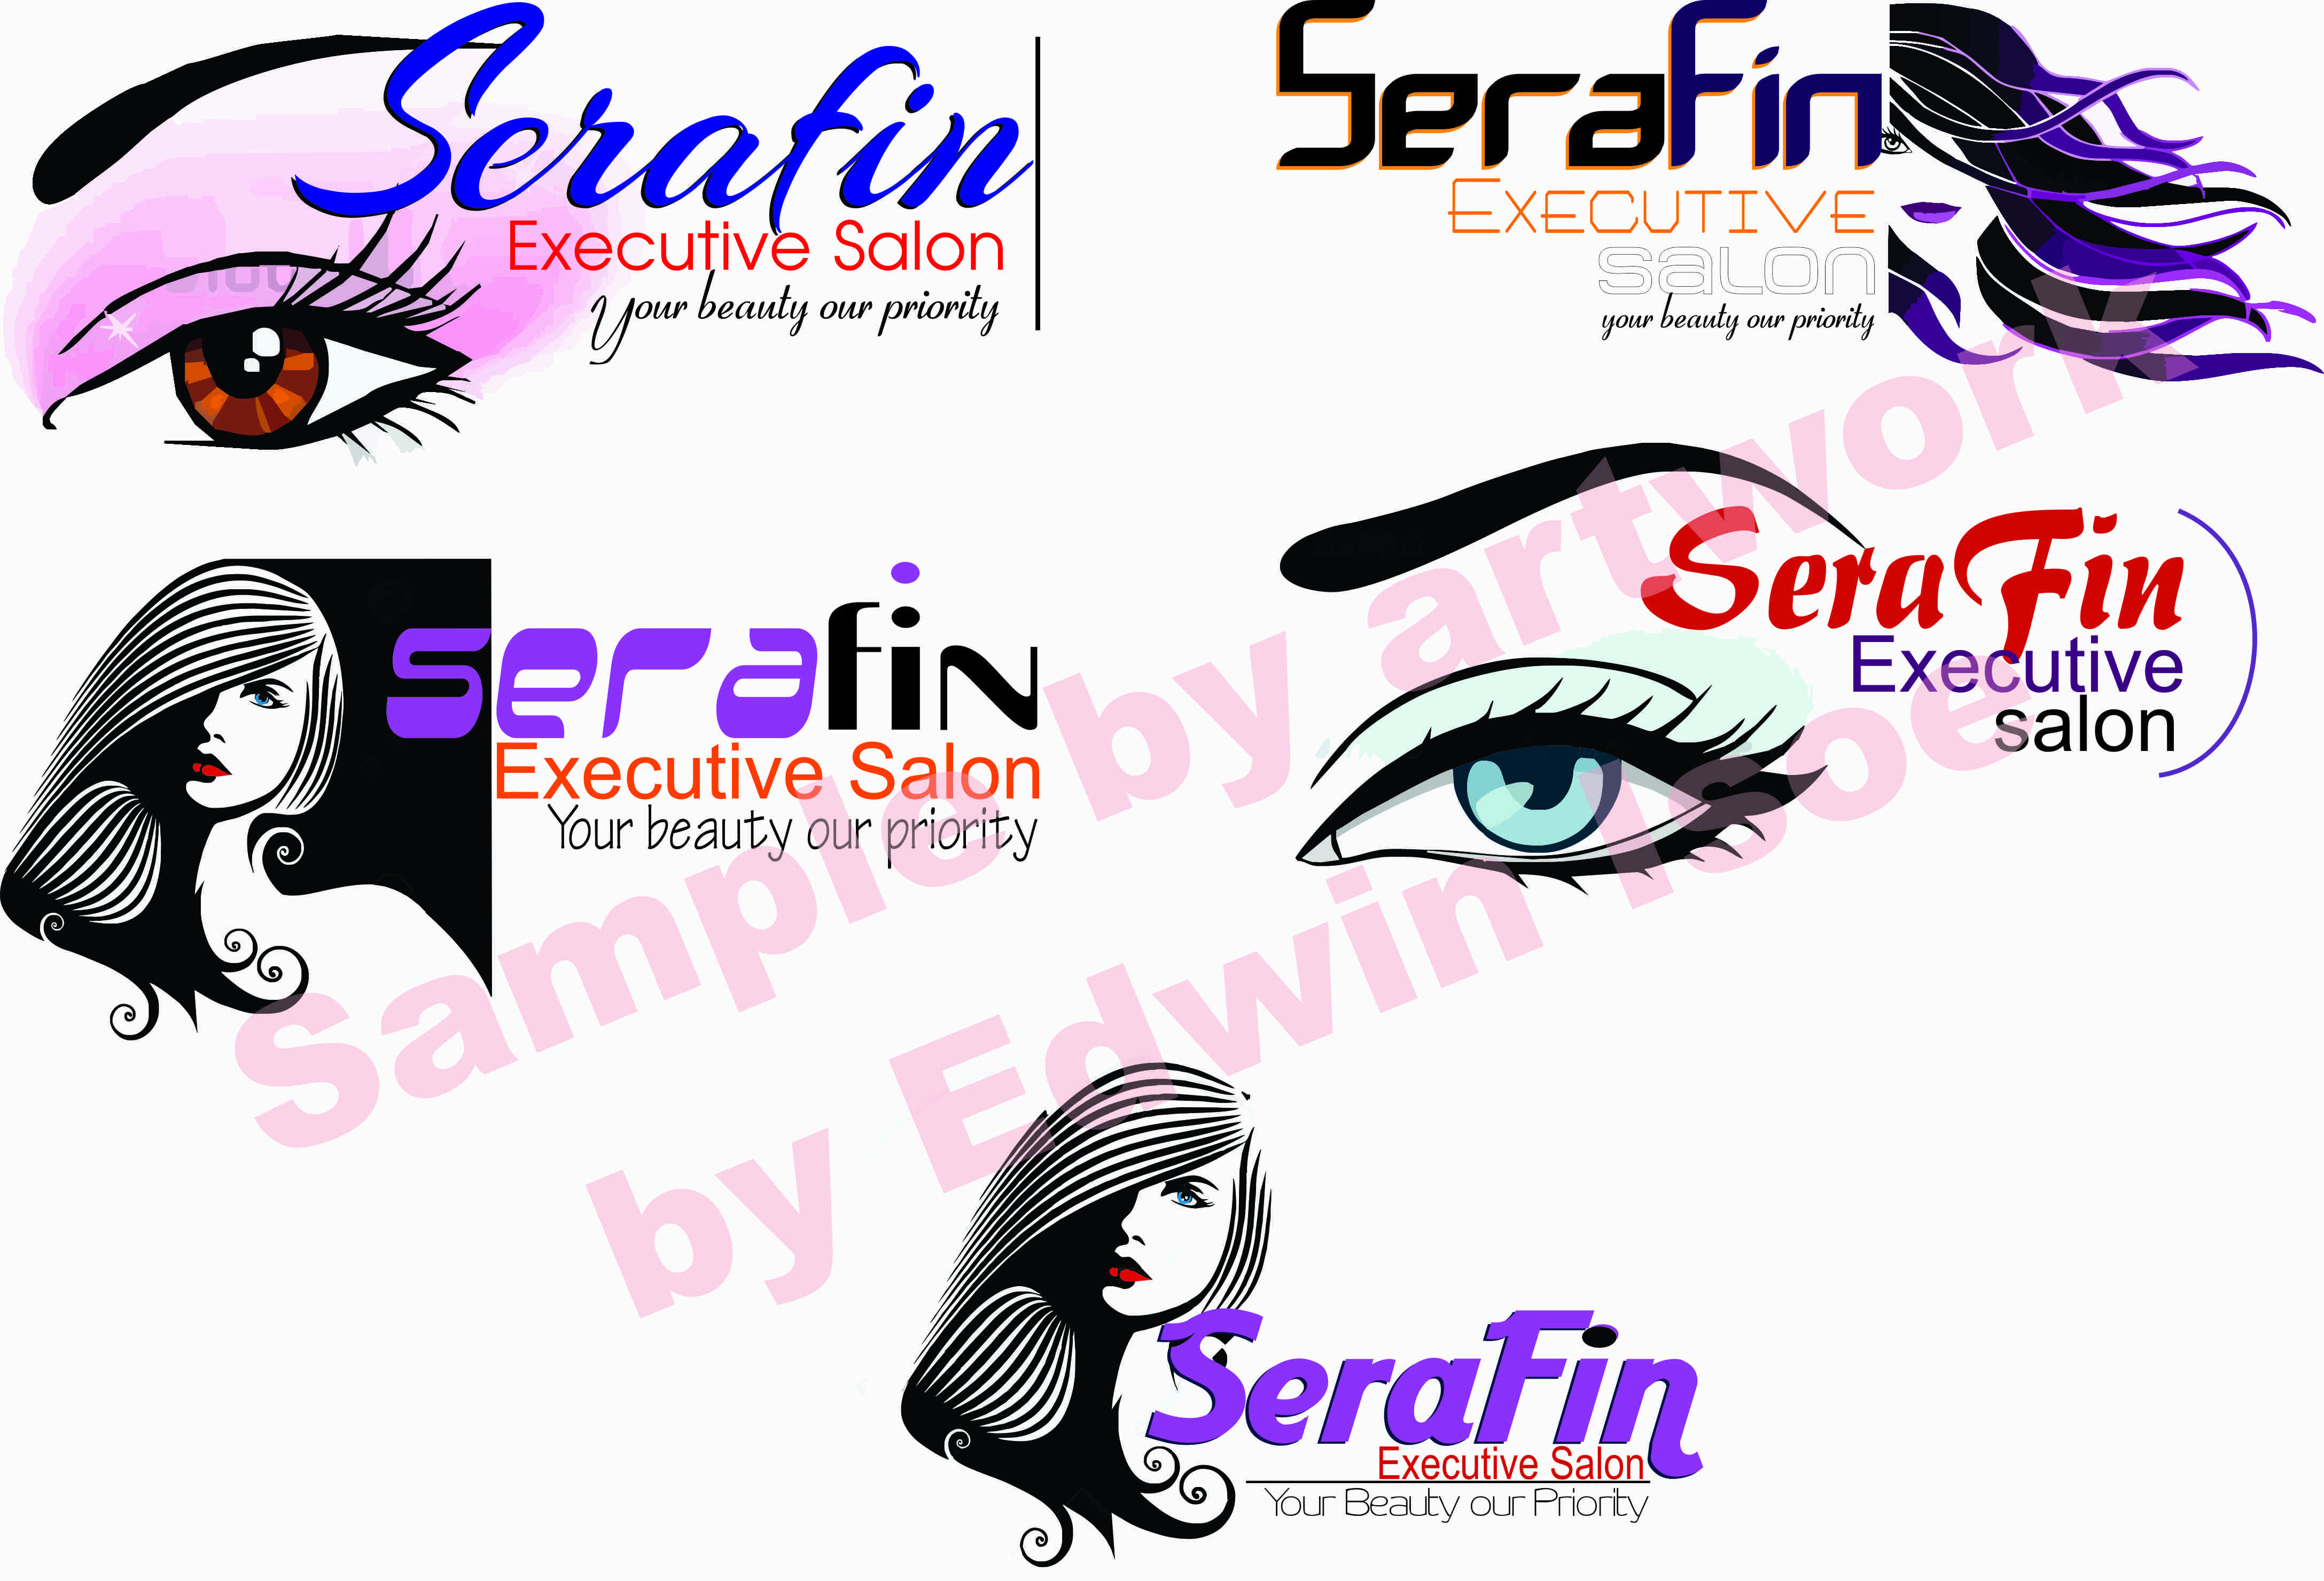 Serafin
Executive Salon
Your beauty our priority
Serafin
Executive
salon
your beauty our priority
serafin
Executive Salon
Your beauty our priority
SeraFin
Executive
salon
SeraFin
Executive Salon
Your Beauty our Priority
Sample by artwork
by Edwin Isoe